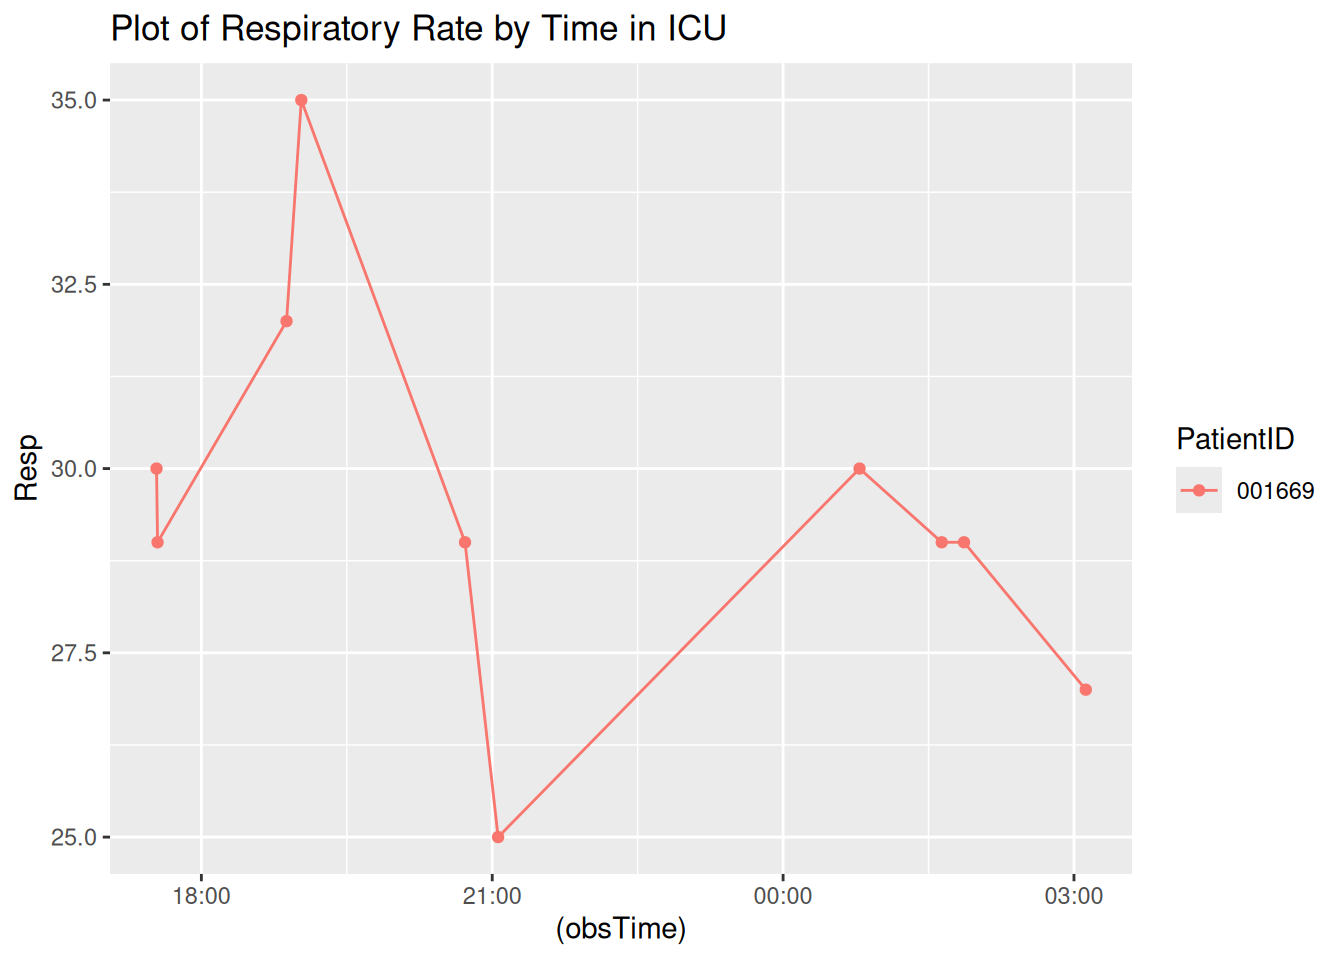 Plot of Respiratory Rate by Time in ICU
35.0
32.5
30.0
27.5
25.0
Resp
18:00
21:00
00:00
03:00
(obsTime)
PatientID
001669